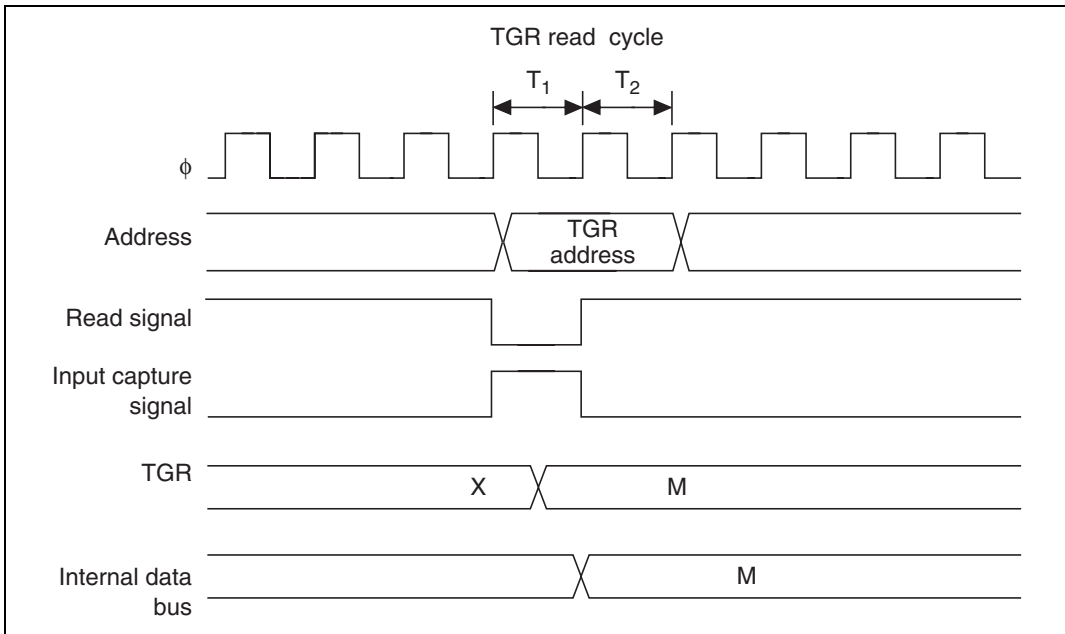 TGR read cycle
T1 T2
ϕ
Address
TGR
address
Read signal
Input capture
signal
TGR
X M
Internal data
bus
M